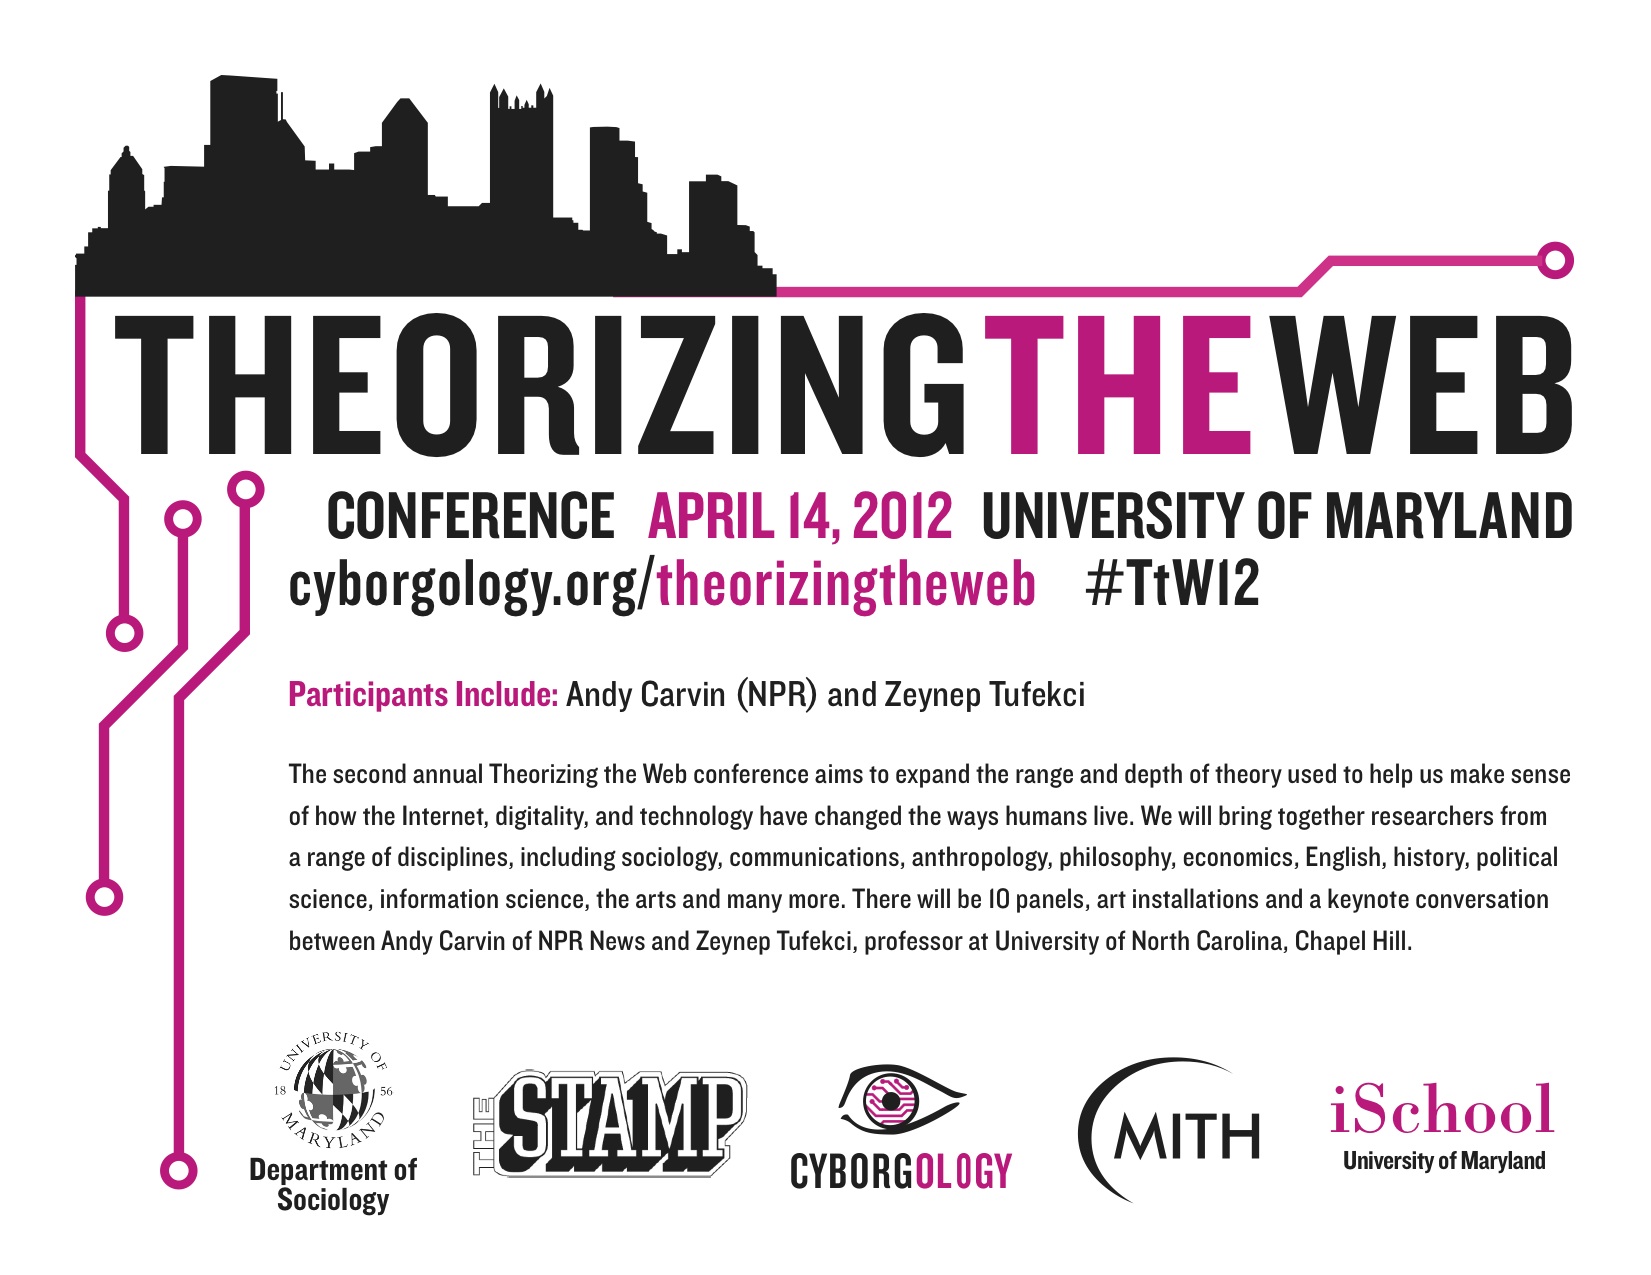 THEORIZINGTHEWEB
CONFERENCE APRIL 14, 2012 UNIVERSITY OF MARYLAND
cyborgology.org/theorizingtheweb #TtW12
Participants Include: Andy Carvin (NPR) and Zeynep Tufekci
The second annual Theorizing the Web conference aims to expand the range and depth of theory used to help us make sense
of how the Internet, digitality, and technology have changed the ways humans live. We will bring together researchers from
a range of disciplines, including sociology, communications, anthropology, philosophy, economics, English, history, political
science, information science, the arts and many more. There will be 10 panels, art installations and a keynote conversation
between Andy Carvin of NPR News and Zeynep Tufekci, professor at University of North Carolina, Chapel Hill.
UNIVERSITY OF
18 56
MARYLAND
Department of
Sociology
THE STAMP
CYBORGOLOGY
MITH
iSchool
University of Maryland